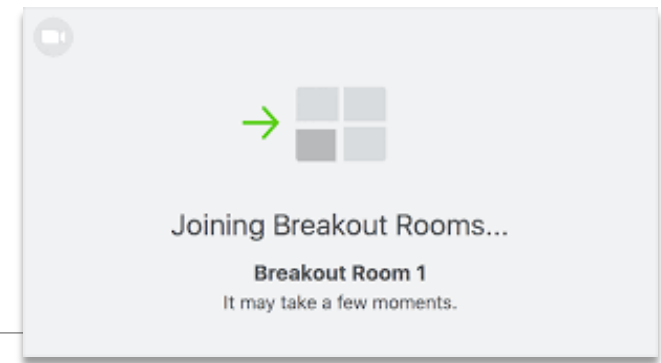 Joining Breakout Rooms...
Breakout Room 1
It may take a few moments.